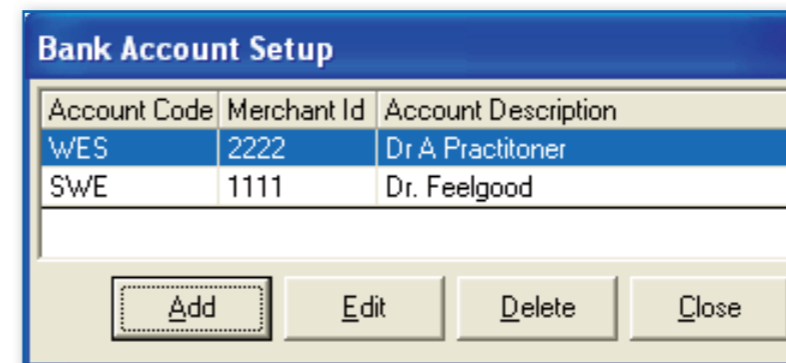 Bank Account Setup
Account Code Merchant Id Account Description
WES 2222 Dr A Practitoner
SWE 1111 Dr. Feelgood
Add Edit Delete Close